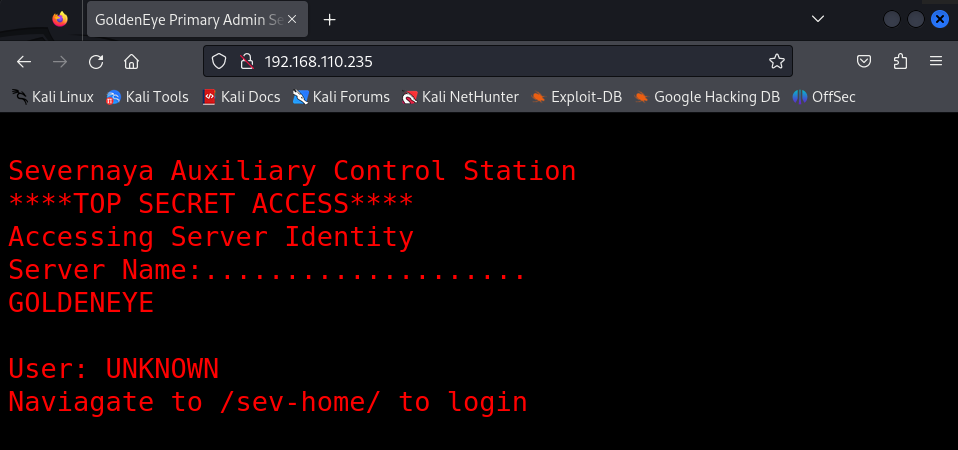 GoldenEye Primary Admin Se
192.168.110.235
Kali Linux Kali Tools Kali Docs Kali Forums Kali NetHunter Exploit-DB Google Hacking DB OffSec
Severnaya Auxiliary Control Station
****TOP SECRET ACCESS****
Accessing Server Identity
Server Name:....................
GOLDENEYE
User: UNKNOWN
Naviagate to /sev-home/ to login